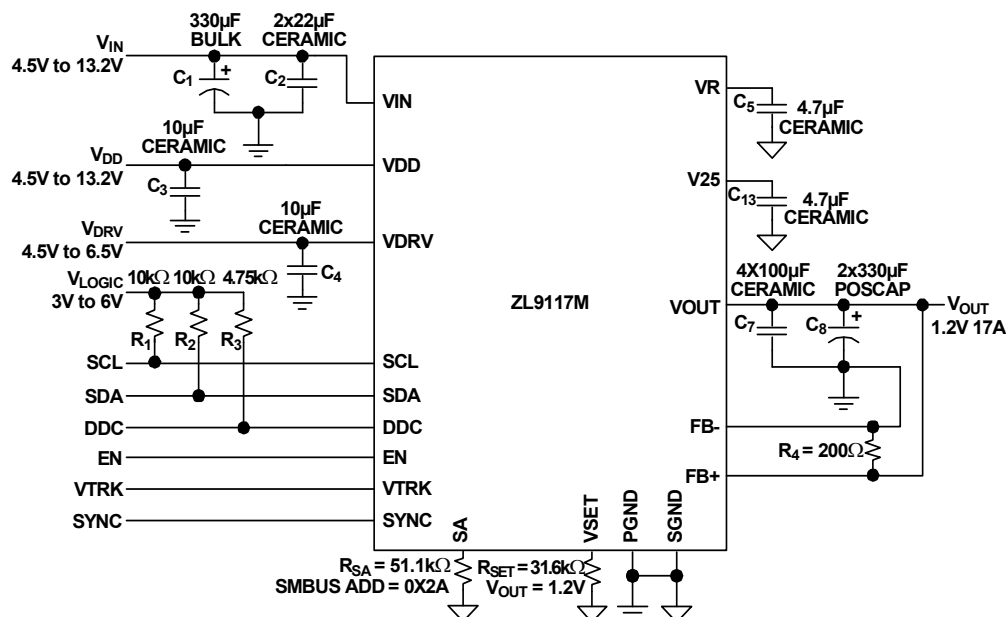 330µF
BULK
2x22µF
CERAMIC
VIN
4.5V to 13.2V
C1
+
C2
VIN
10µF
CERAMIC
VDD
4.5V to 13.2V
C3
VDD
10µF
CERAMIC
VDRV
4.5V to 6.5V
C4
VDRV
VLOGIC
3V to 6V
10kΩ 10kΩ 4.75kΩ
R1
R2
R3
SCL
SCL
SDA
SDA
DDC
DDC
EN
EN
VTRK
VTRK
SYNC
SYNC
ZL9117M
VR
C5
4.7µF
CERAMIC
V25
C13
4.7µF
CERAMIC
4X100µF
CERAMIC
2x330µF
POSCAP
VOUT
C7
C8
+
VOUT
1.2V 17A
FB-
R4 = 200Ω
FB+
SA
VSET
PGND
SGND
RSA = 51.1kΩ
SMBUS ADD = 0X2A
RSET = 31.6kΩ
VOUT = 1.2V